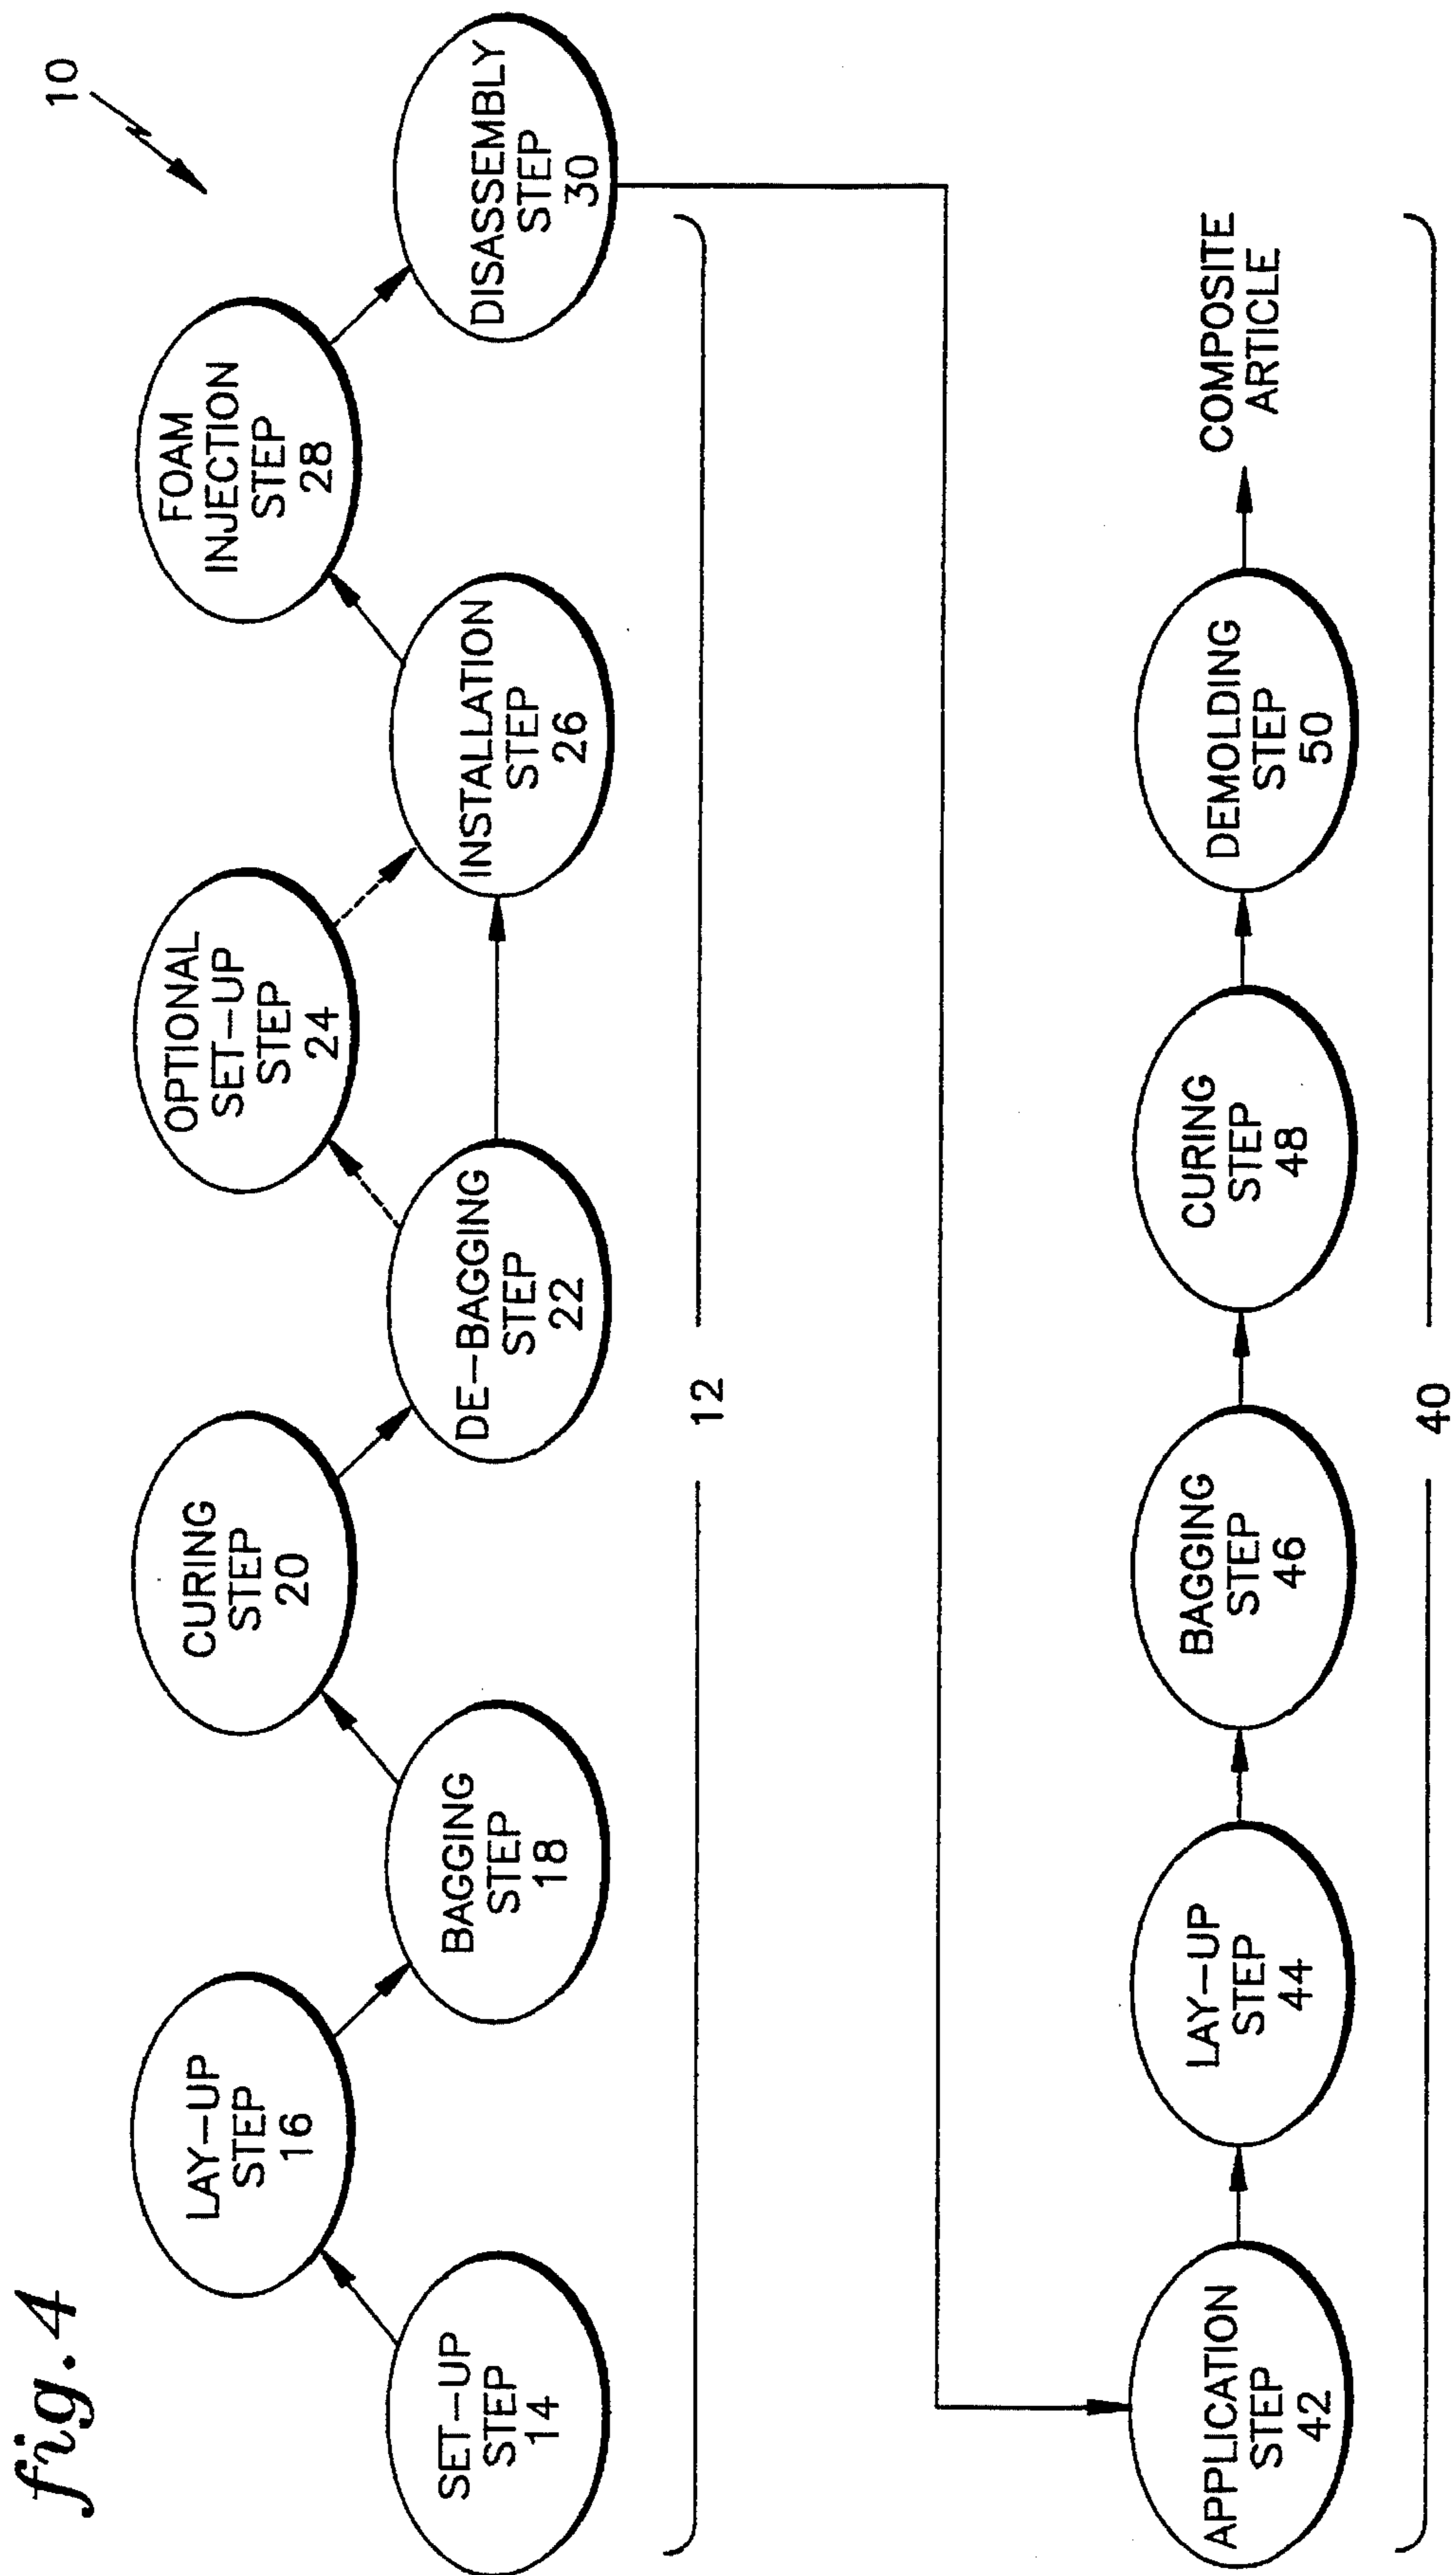 fig. 4
10
SET-UP
STEP
14
LAY-UP
STEP
16
BAGGING
STEP
18
CURING
STEP
20
DE-BAGGING
STEP
22
OPTIONAL
SET-UP
STEP
24
INSTALLATION
STEP
26
FOAM
INJECTION
STEP
28
DISASSEMBLY
STEP
30
12
APPLICATION
STEP
42
LAY-UP
STEP
44
BAGGING
STEP
46
CURING
STEP
48
DEMOLDING
STEP
50
COMPOSITE
ARTICLE
40